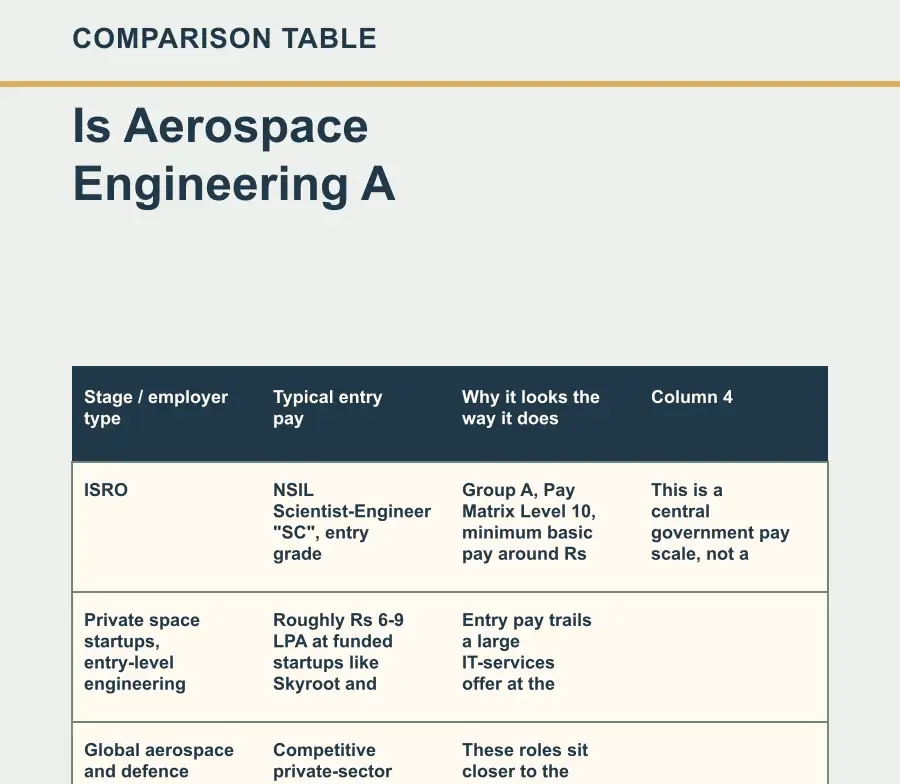 COMPARISON TABLE
Is Aerospace
Engineering A
Stage / employer
type
Typical entry
pay
Why it looks the
way it does
Column 4
ISRO
NSIL
Scientist-Engineer
"SC", entry
grade
Group A, Pay
Matrix Level 10,
minimum basic
pay around Rs
This is a
central
government pay
scale, not a
Private space
startups,
entry-level
engineering
Roughly Rs 6-9
LPA at funded
startups like
Skyroot and
Entry pay trails
a large
IT-services
offer at the
Global aerospace
and defence
Competitive
private-sector
These roles sit
closer to the